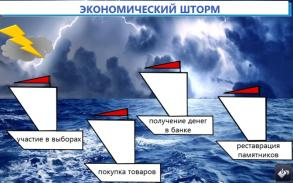 ЭКОНОМИЧЕСКИЙ ШТОРМ
получение денег
в банке
участие в выборах
реставрация
памятников
покупка товаров